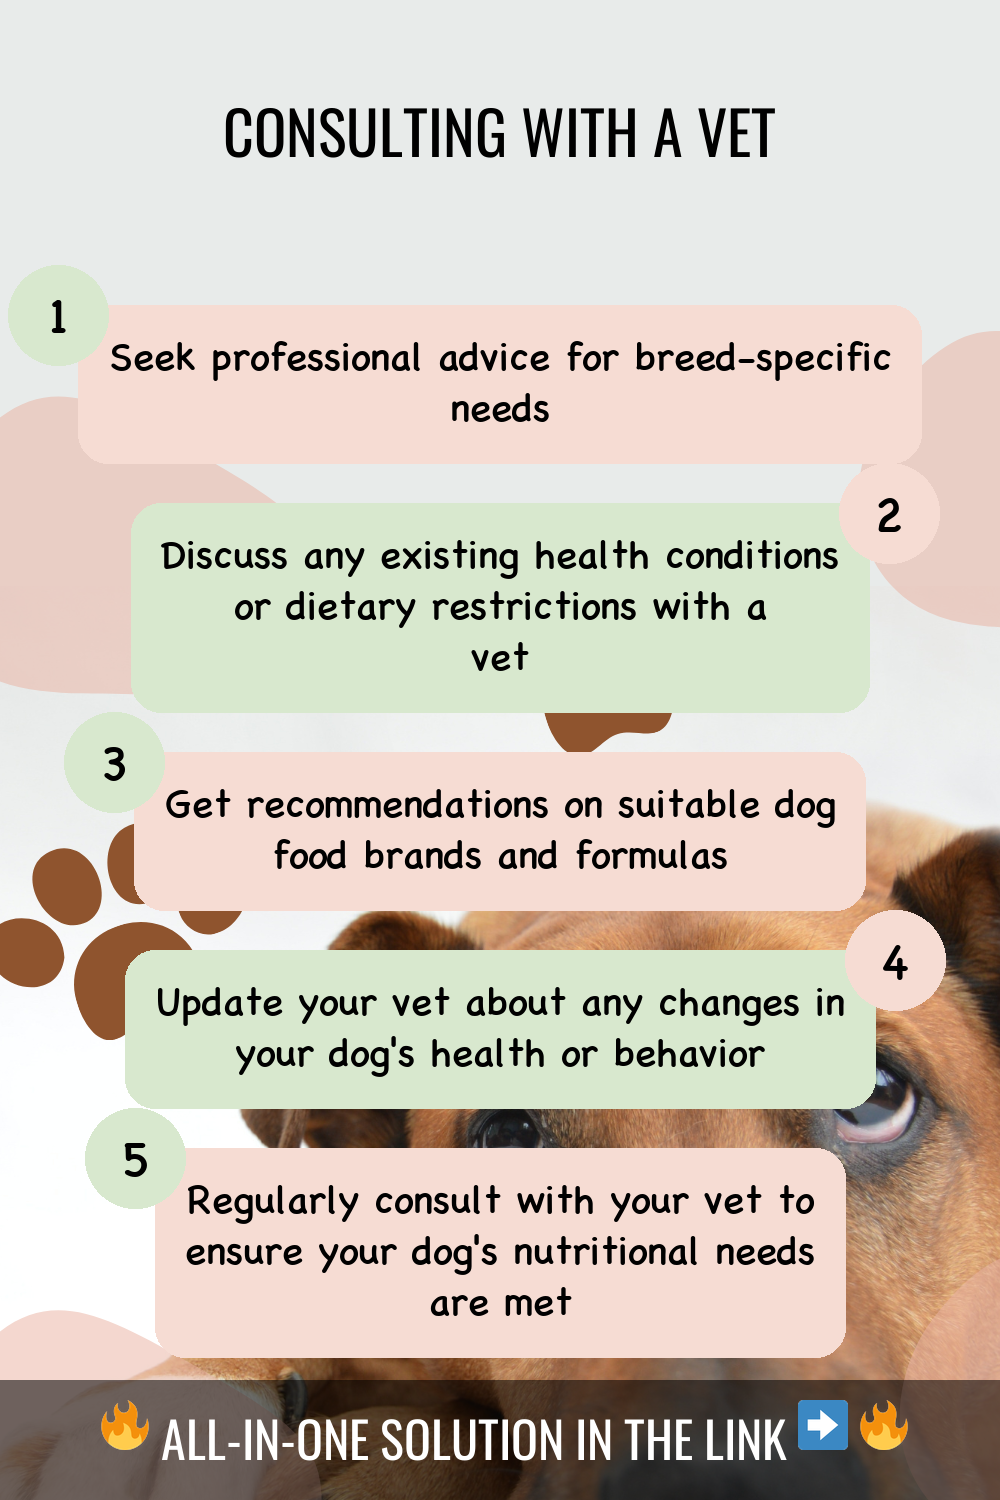 CONSULTING WITH A VET
1
Seek professional advice for breed-specific
needs
2
Discuss any existing health conditions
or dietary restrictions with a
vet
3
Get recommendations on suitable dog
food brands and formulas
4
Update your vet about any changes in
your dog's health or behavior
5
Regularly consult with your vet to
ensure your dog's nutritional needs
are met
🔥 ALL-IN-ONE SOLUTION IN THE LINK ➡️ 🔥